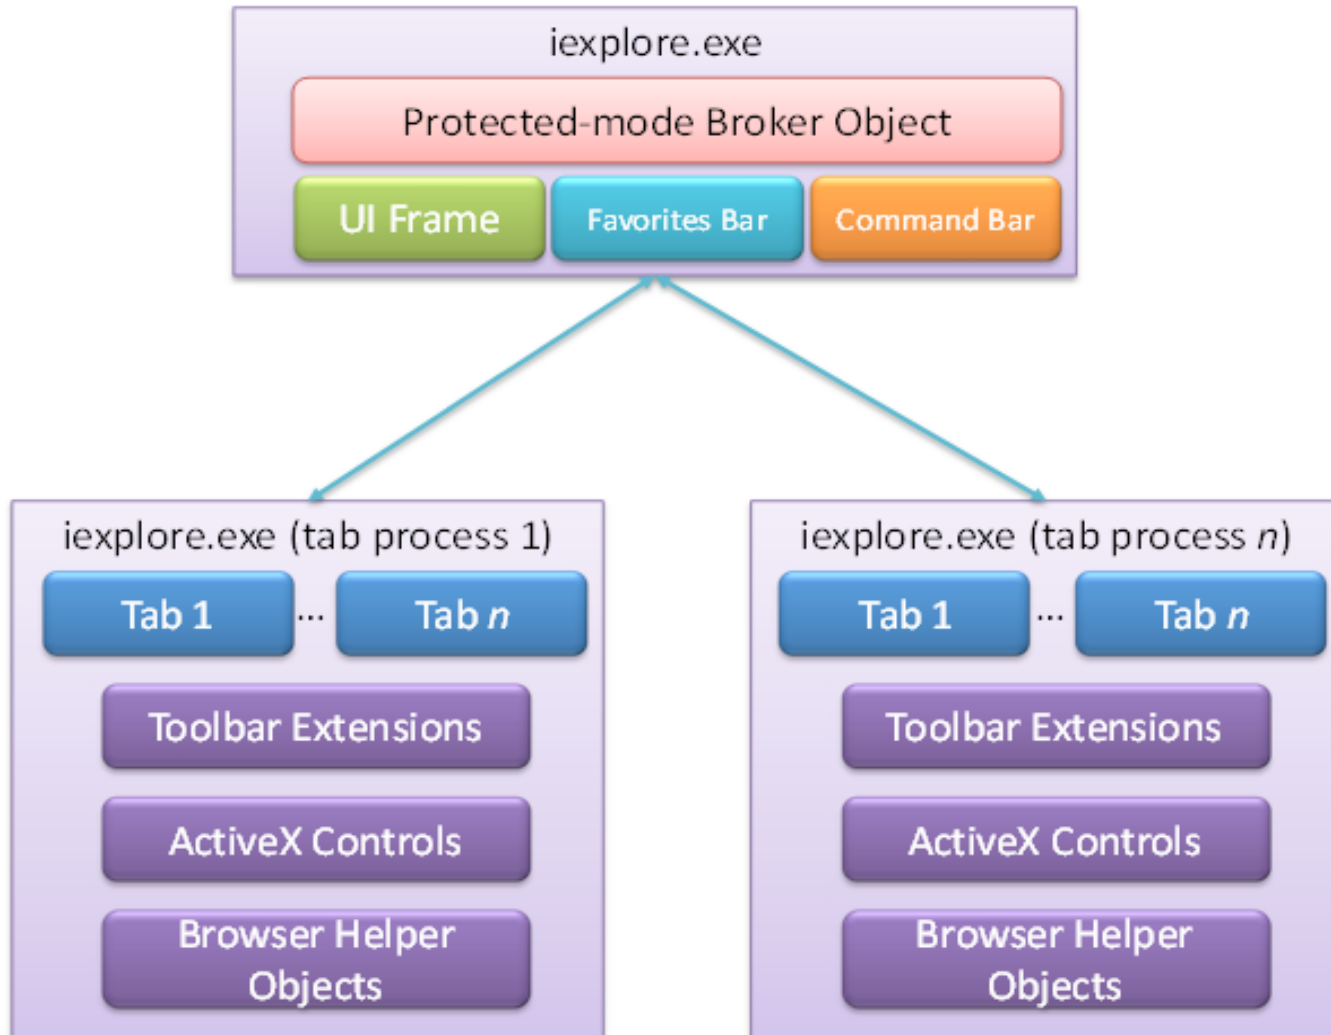 iexplore.exe
Protected-mode Broker Object
UI Frame
Favorites Bar
Command Bar
iexplore.exe (tab process 1)
Tab 1
...
Tab n
Toolbar Extensions
ActiveX Controls
Browser Helper
Objects
iexplore.exe (tab process n)
Tab 1
...
Tab n
Toolbar Extensions
ActiveX Controls
Browser Helper
Objects